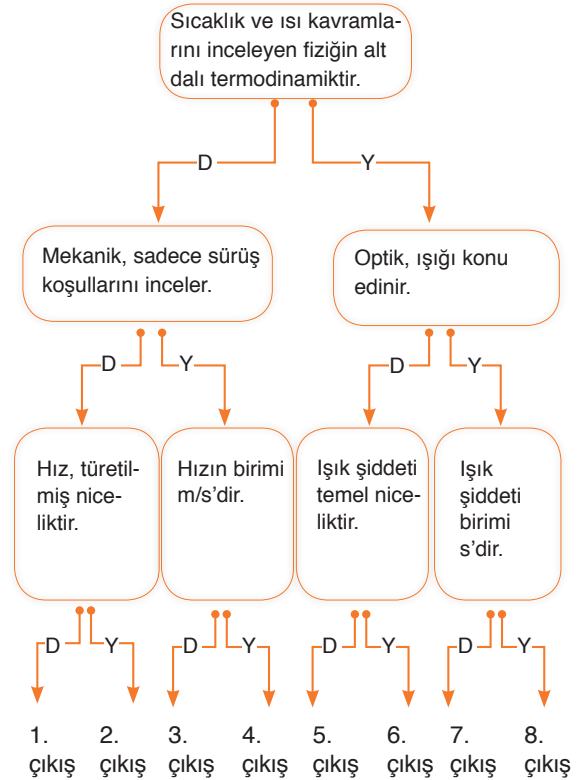 Sıcaklık ve ısı kavramla-
rını inceleyen fiziğin alt
dalı termodinamiktir.
D
Y
Mekanik, sadece sürüş
koşullarını inceler.
Optik, ışığı konu
edinir.
D
Y
D
Y
Hız, türetil-
miş nice-
liktir.
Hızın birimi
m/s’dir.
Işık şiddeti
temel nice-
liktir.
Işık
şiddeti
birimi
s’dir.
D
Y
D
Y
D
Y
D
Y
1.
çıkış
2.
çıkış
3.
çıkış
4.
çıkış
5.
çıkış
6.
çıkış
7.
çıkış
8.
çıkış